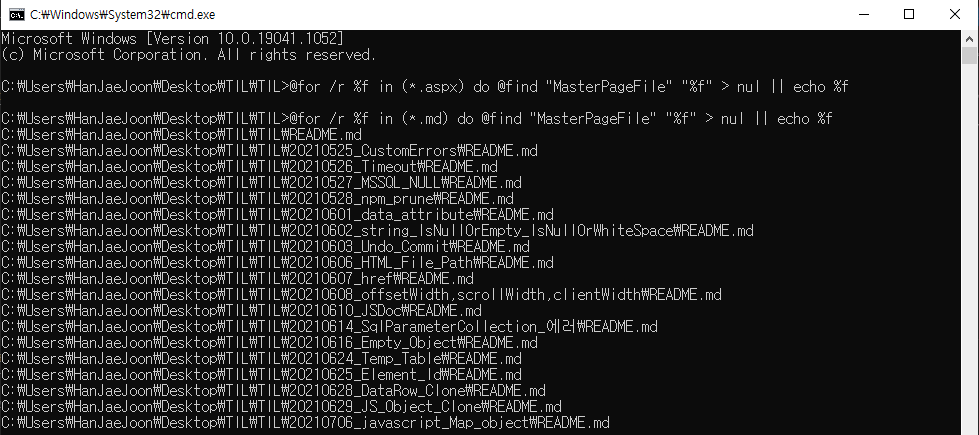 C:₩Windows₩System32₩cmd.exe
Microsoft Windows [Version 10.0.19041.1052]
(c) Microsoft Corporation. All rights reserved.
C:₩Users₩HanJaeJoon₩Desktop₩TIL₩TIL>@for /r %f in (*.aspx) do @find "MasterPageFile" "%f" > nul || echo %f
C:₩Users₩HanJaeJoon₩Desktop₩TIL₩TIL>@for /r %f in (*.md) do @find "MasterPageFile" "%f" > nul || echo %f
C:₩Users₩HanJaeJoon₩Desktop₩TIL₩TIL₩README.md
C:₩Users₩HanJaeJoon₩Desktop₩TIL₩TIL₩20210525_CustomErrors₩README.md
C:₩Users₩HanJaeJoon₩Desktop₩TIL₩TIL₩20210526_Timeout₩README.md
C:₩Users₩HanJaeJoon₩Desktop₩TIL₩TIL₩20210527_MSSQL_NULL₩README.md
C:₩Users₩HanJaeJoon₩Desktop₩TIL₩TIL₩20210528_npm_prune₩README.md
C:₩Users₩HanJaeJoon₩Desktop₩TIL₩TIL₩20210601_data_attribute₩README.md
C:₩Users₩HanJaeJoon₩Desktop₩TIL₩TIL₩20210602_string_IsNullOrEmpty_IsNullOrWhiteSpace₩README.md
C:₩Users₩HanJaeJoon₩Desktop₩TIL₩TIL₩20210603_Undo_Commit₩README.md
C:₩Users₩HanJaeJoon₩Desktop₩TIL₩TIL₩20210606_HTML_File_Path₩README.md
C:₩Users₩HanJaeJoon₩Desktop₩TIL₩TIL₩20210607_href₩README.md
C:₩Users₩HanJaeJoon₩Desktop₩TIL₩TIL₩20210608_offsetWidth,scrollWidth,clientWidth₩README.md
C:₩Users₩HanJaeJoon₩Desktop₩TIL₩TIL₩20210610_JSDoc₩README.md
C:₩Users₩HanJaeJoon₩Desktop₩TIL₩TIL₩20210614_SqlParameterCollection_에러₩README.md
C:₩Users₩HanJaeJoon₩Desktop₩TIL₩TIL₩20210616_Empty_Object₩README.md
C:₩Users₩HanJaeJoon₩Desktop₩TIL₩TIL₩20210624_Temp_Table₩README.md
C:₩Users₩HanJaeJoon₩Desktop₩TIL₩TIL₩20210625_Element_Id₩README.md
C:₩Users₩HanJaeJoon₩Desktop₩TIL₩TIL₩20210628_DataRow_Clone₩README.md
C:₩Users₩HanJaeJoon₩Desktop₩TIL₩TIL₩20210629_JS_Object_Clone₩README.md
C:₩Users₩HanJaeJoon₩Desktop₩TIL₩TIL₩20210706_javascript_Map_object₩README.md